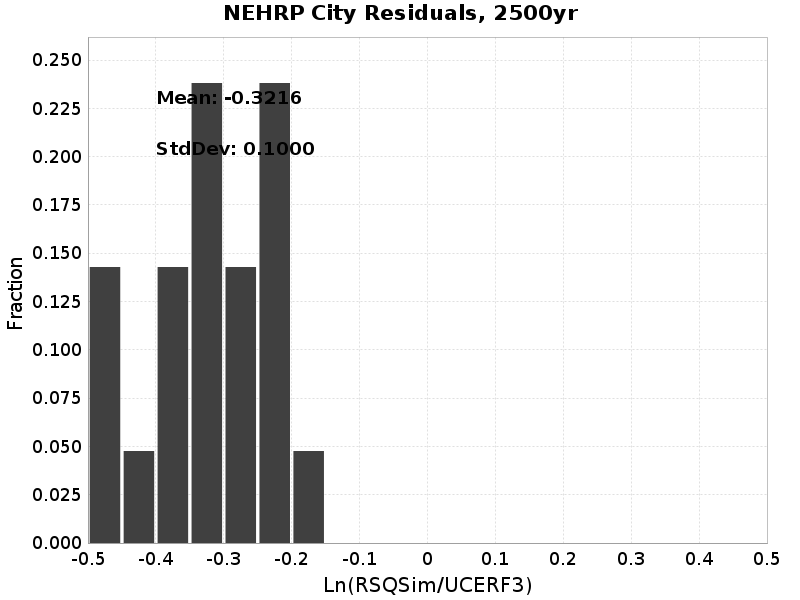 NEHRP City Residuals, 2500yr
0.250
Mean: -0.3216
0.225
StdDev: 0.1000
0.200
0.175
0.150
0.125
0.100
0.075
0.050
0.025
0.000
Fraction
-0.5 -0.4 -0.3 -0.2 -0.1 0 0.1 0.2 0.3 0.4 0.5
Ln(RSQSim/UCERF3)